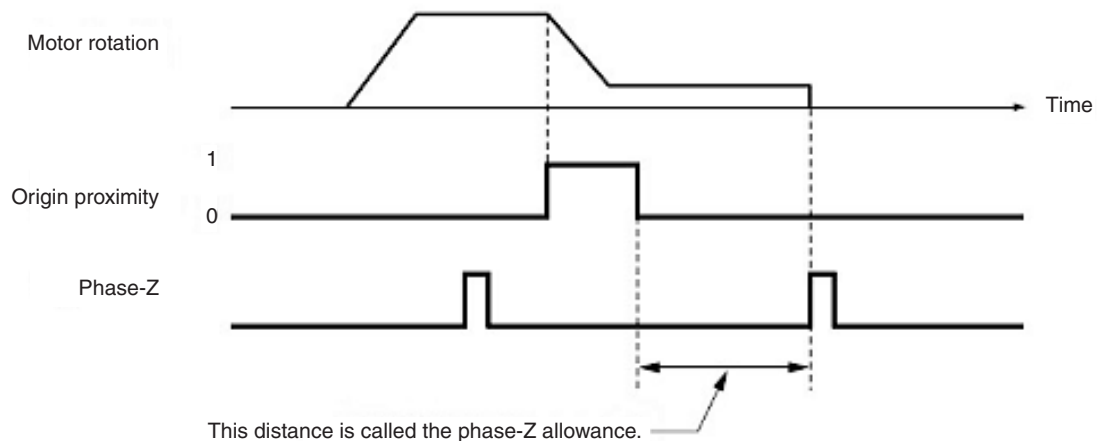 Motor rotation
Time
1
Origin proximity
0
Phase-Z
This distance is called the phase-Z allowance.